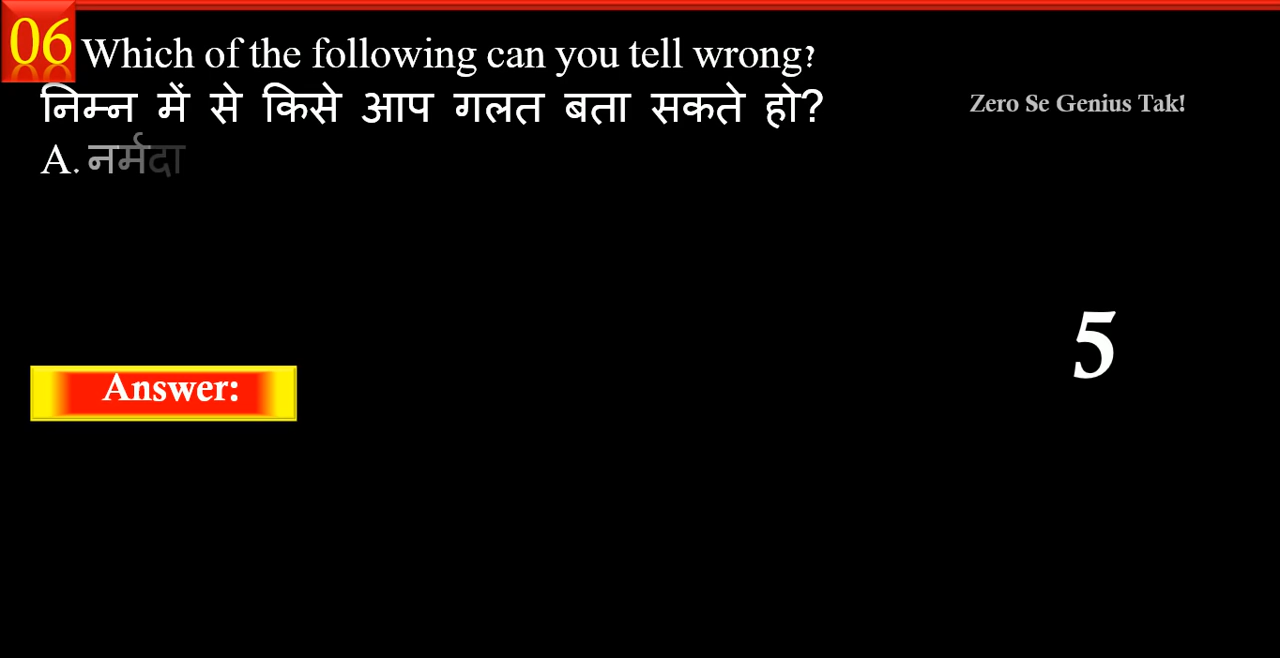 06 Which of the following can you tell wrong?
निम्न में से किसे आप गलत बता सकते हो?
Zero Se Genius Tak!
A. नर्मदा
5
Answer: